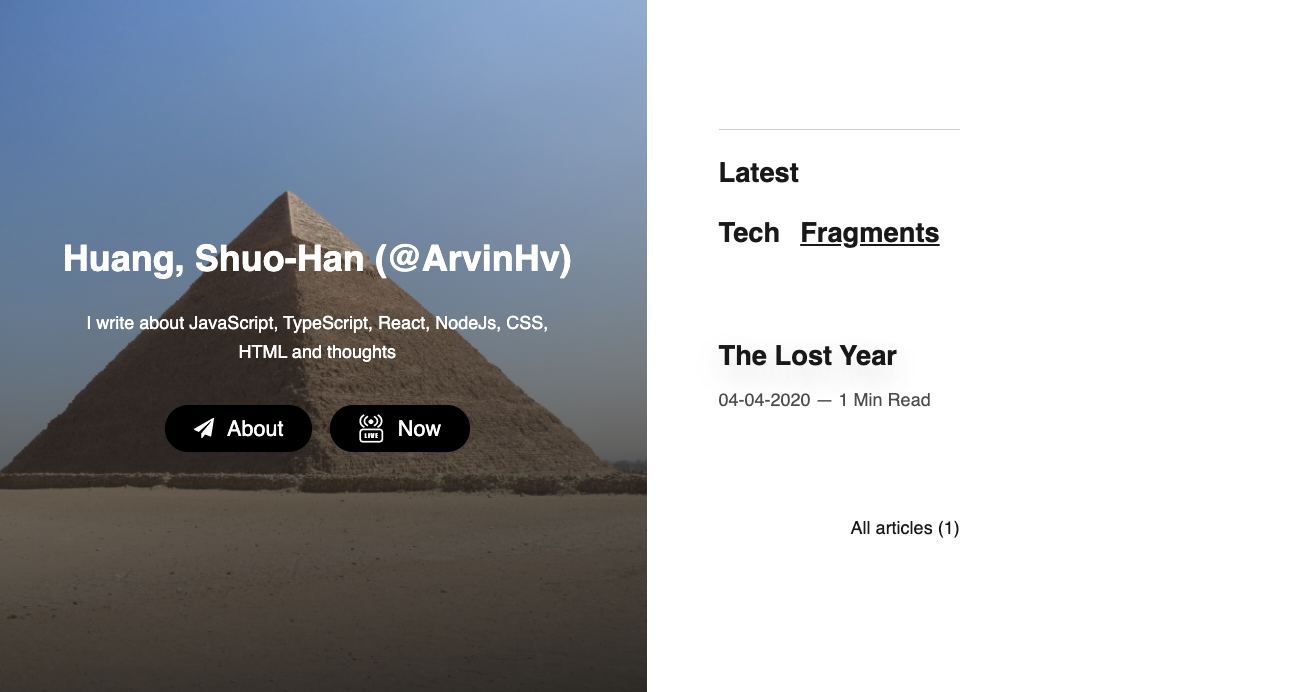 Huang, Shuo-Han (@ArvinHv)
I write about JavaScript, TypeScript, React, NodeJs, CSS,
HTML and thoughts
About
LIVE
Now
Latest
Tech Fragments
The Lost Year
04-04-2020 — 1 Min Read
All articles (1)